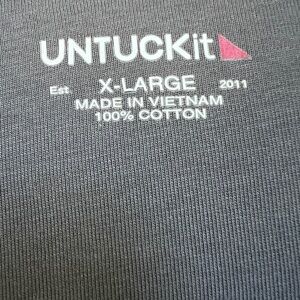 UNTUCKit
Est X-LARGE 2011
MADE IN VIETNAM
100% COTTON